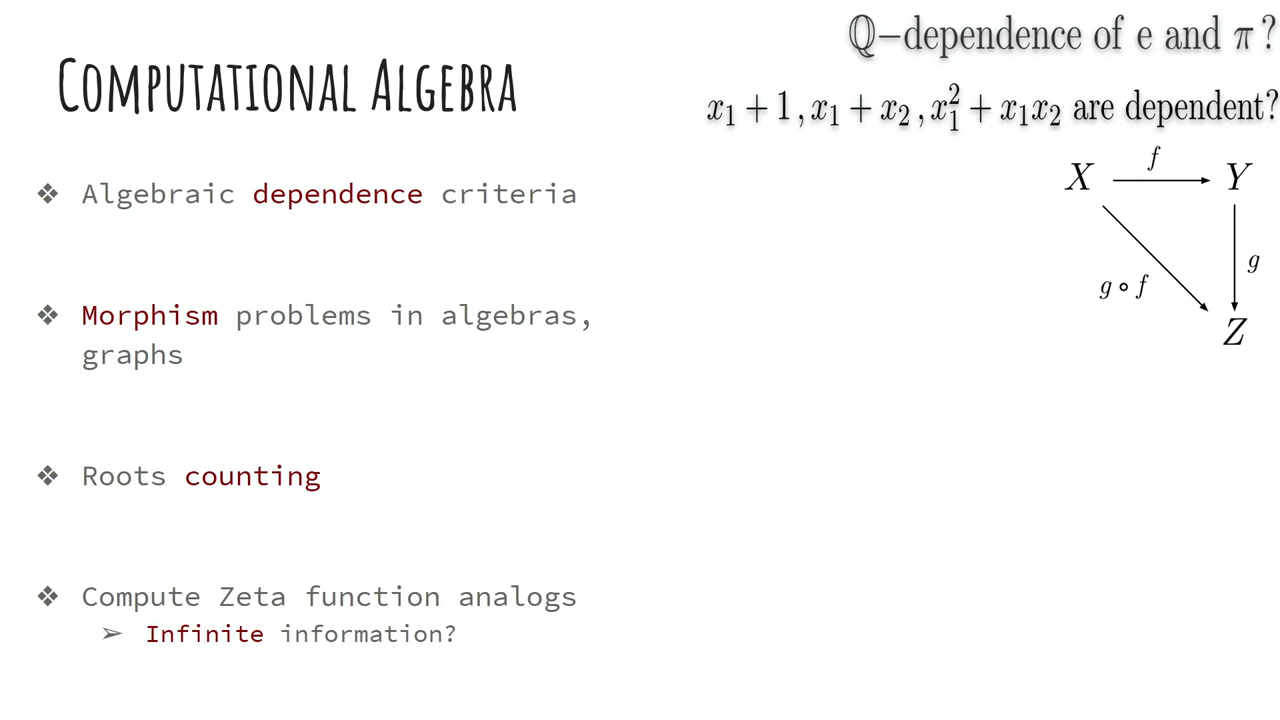 COMPUTATIONAL ALGEBRA
ℚ−dependence of e and π?
x₁ + 1, x₁ + x₂, x₁² + x₁x₂ are dependent?
❖ Algebraic dependence criteria
❖ Morphism problems in algebras,
graphs
❖ Roots counting
❖ Compute Zeta function analogs
➢ Infinite information?
X f Y
g
g ∘ f
Z